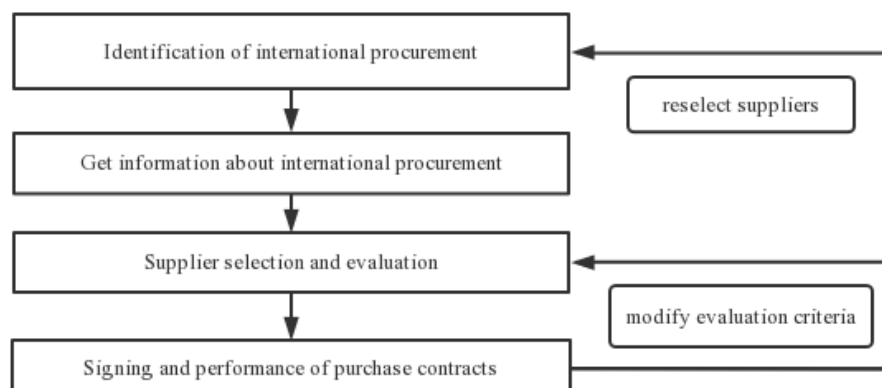 Identification of international procurement
reselect suppliers
Get information about international procurement
Supplier selection and evaluation
modify evaluation criteria
Signing and performance of purchase contracts